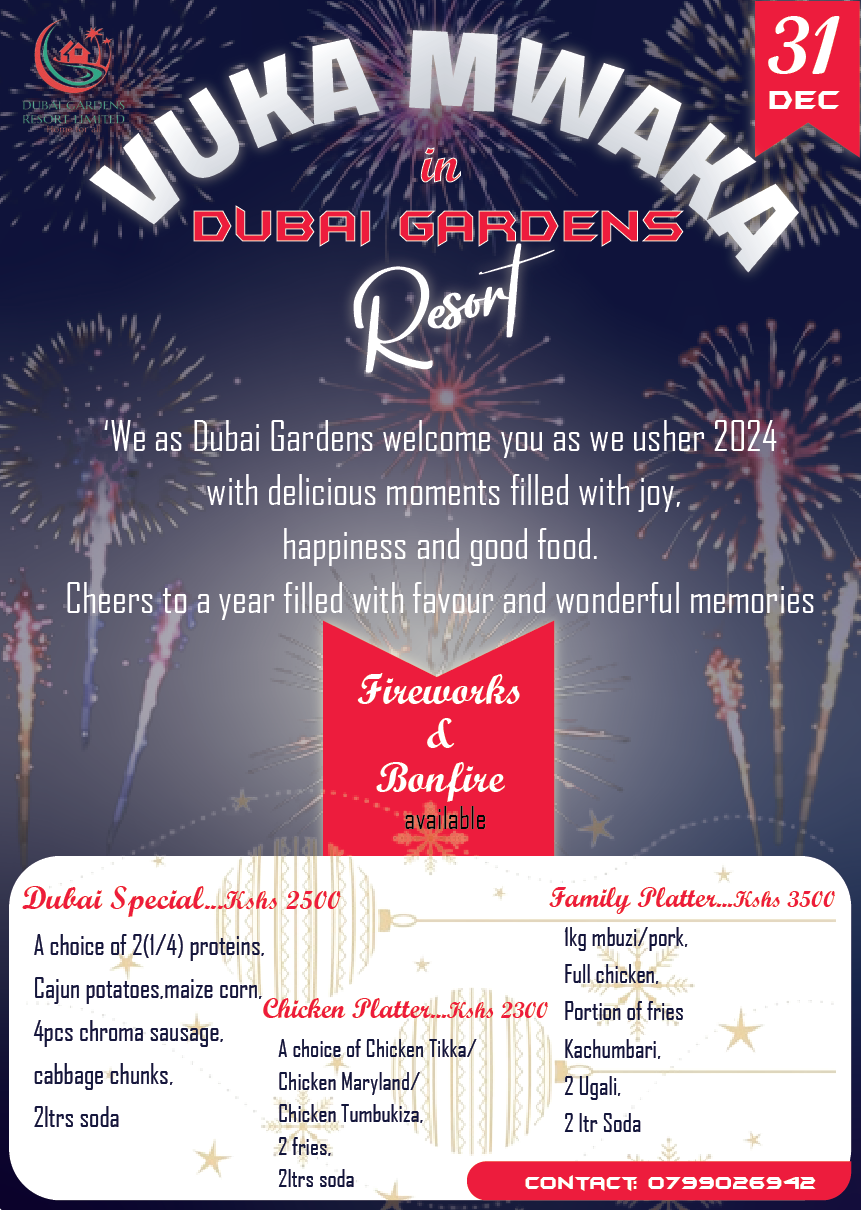 DUBAI GARDENS
RESORT LIMITED
31
DEC
VUKA MWAKA
in
DUBAI GARDENS
Resort
‘We as Dubai Gardens welcome you as we usher 2024
with delicious moments filled with joy,
happiness and good food.
Cheers to a year filled with favour and wonderful memories
Fireworks
&
Bonfire
available
Dubai Special...Kshs 2500
A choice of 2(1/4) proteins,
Cajun potatoes,maize corn,
4pcs chroma sausage,
cabbage chunks,
2ltrs soda
Chicken Platter...Kshs 2300
A choice of Chicken Tikka/
Chicken Maryland/
Chicken Tumbukiza,
2 fries,
2ltrs soda
Family Platter...Kshs 3500
1kg mbuzi/pork,
Full chicken,
Portion of fries
Kachumbari,
2 Ugali,
2 ltr Soda
CONTACT: 0799026942